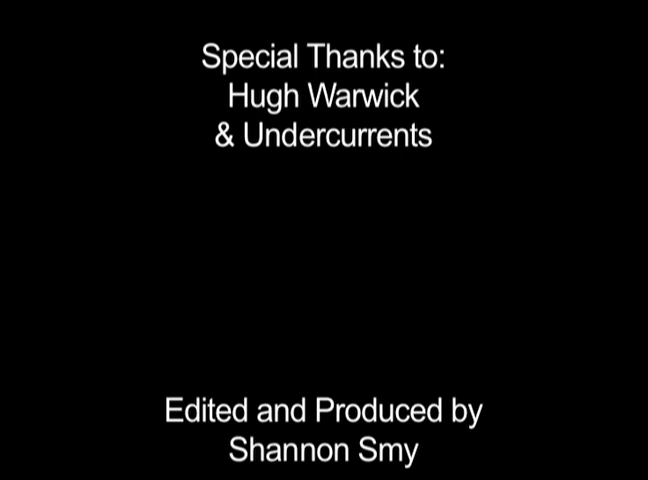 Special Thanks to:
Hugh Warwick
& Undercurrents
Edited and Produced by
Shannon Smy